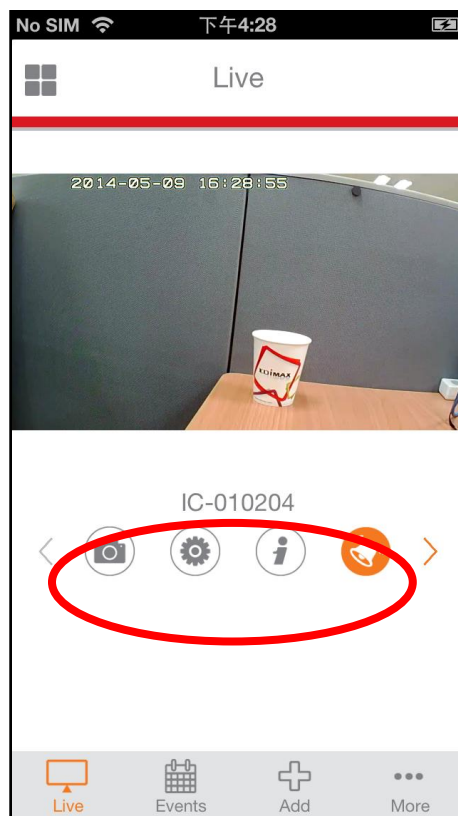 No SIM 下午4:28
Live
2014-05-09 16:28:55
EDIMAX
IC-010204
Live Events Add More